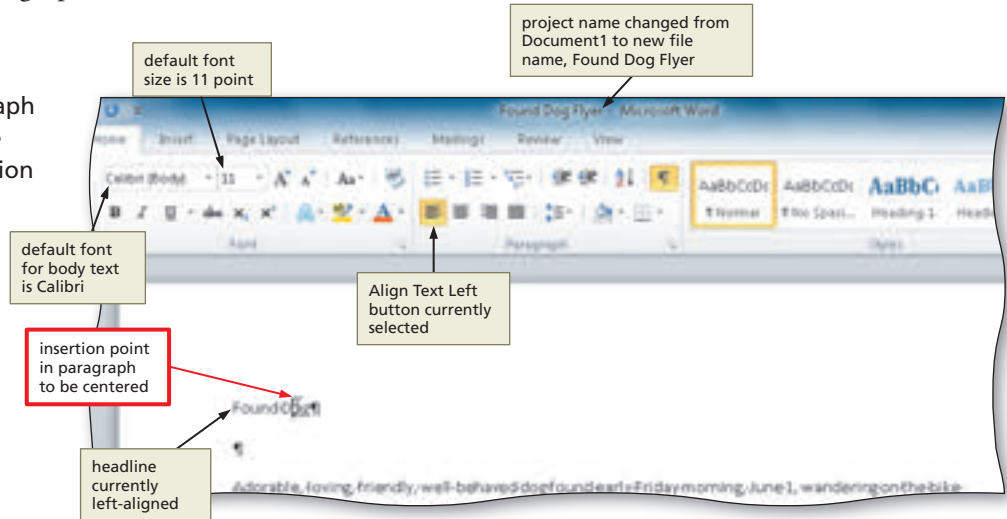 project name changed from
Document1 to new file
name, Found Dog Flyer
default font
size is 11 point
Found Dog Flyer - Microsoft Word
Home Insert Page Layout References Mailings Review View
Calibri (Body) 11
AaBbCcDc AaBbCcDc AaBbC AaB
¶ Normal ¶ No Spaci... Heading 1 Headi
Font Paragraph Styles
default font
for body text
is Calibri
Align Text Left
button currently
selected
insertion point
in paragraph
to be centered
Found Dog¶
¶
headline
currently
left-aligned
Adorable, loving, friendly, well-behaved dog found early Friday morning, June 1, wandering on the bike